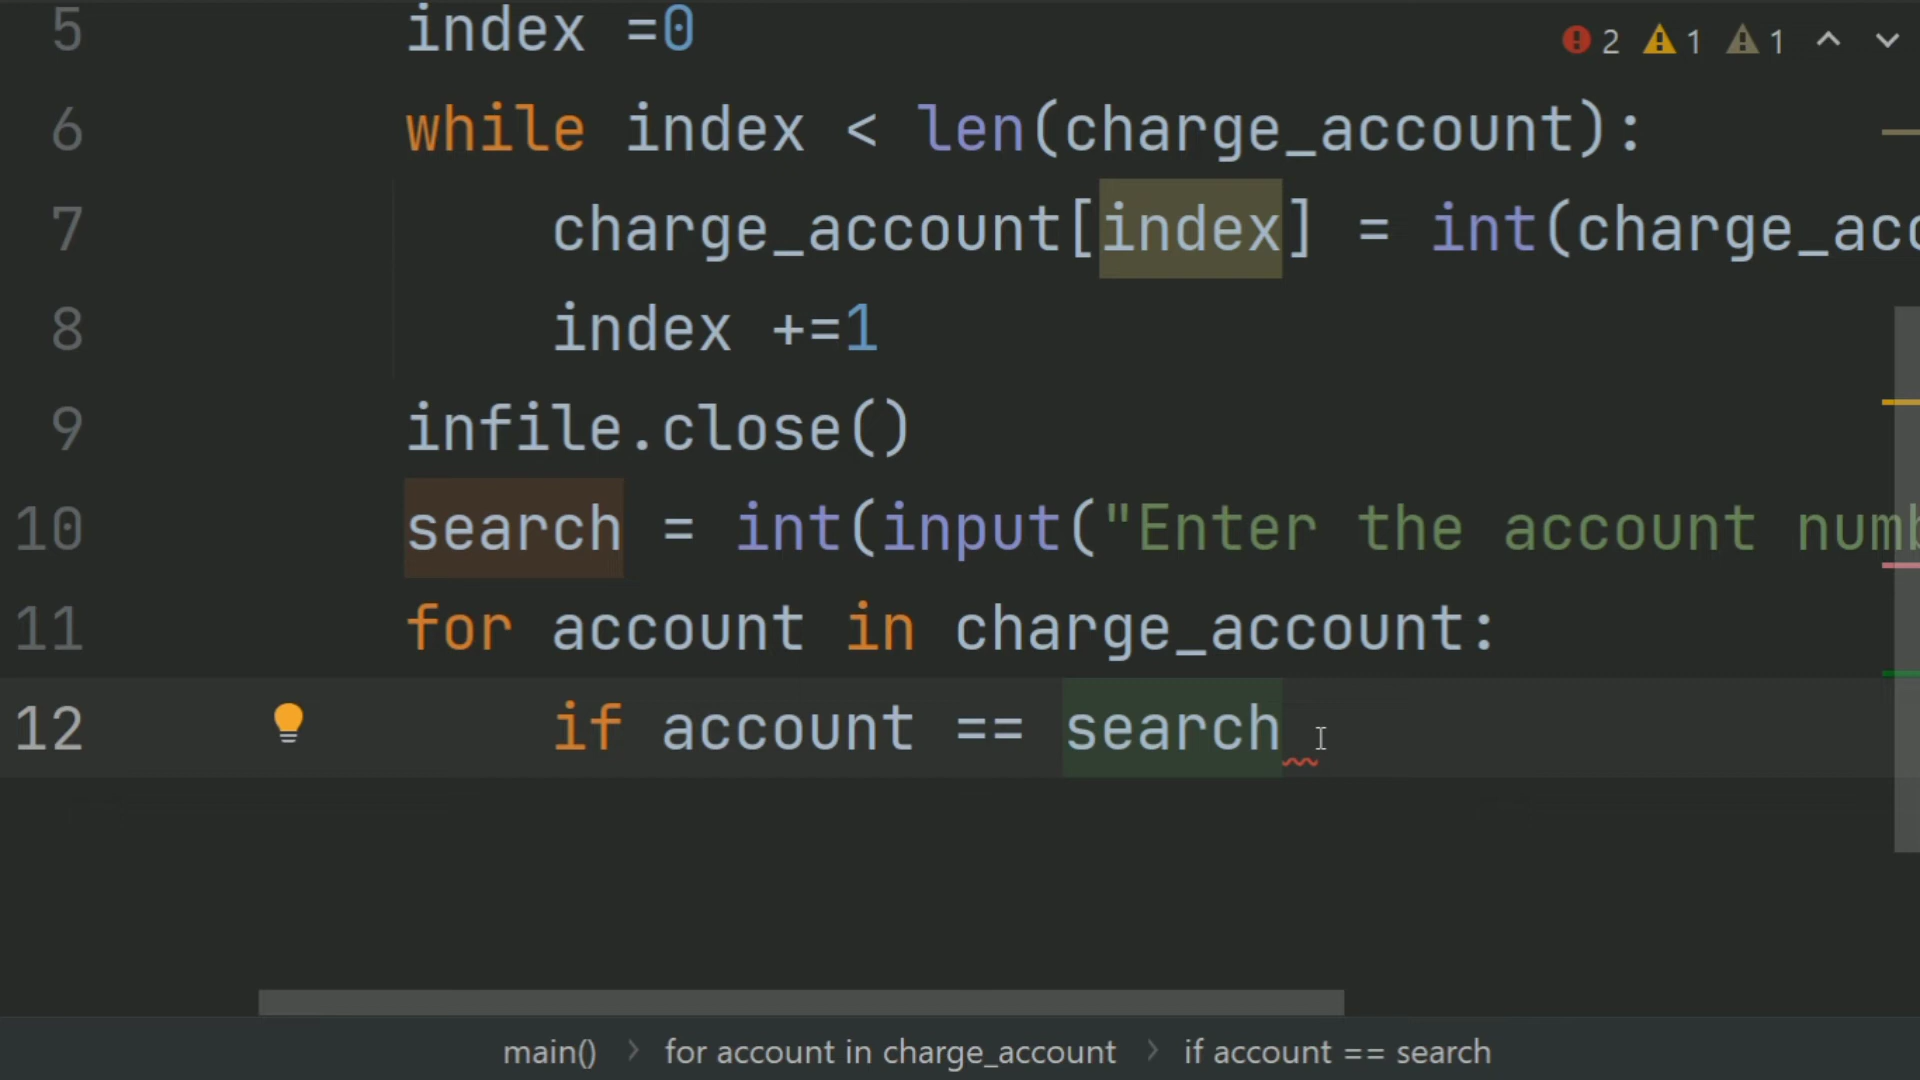 5 index =0
2 1 1
6 while index < len(charge_account):
7 charge_account[index] = int(charge_acc
8 index +=1
9 infile.close()
10 search = int(input("Enter the account numb
11 for account in charge_account:
12 if account == search
main() > for account in charge_account > if account == search